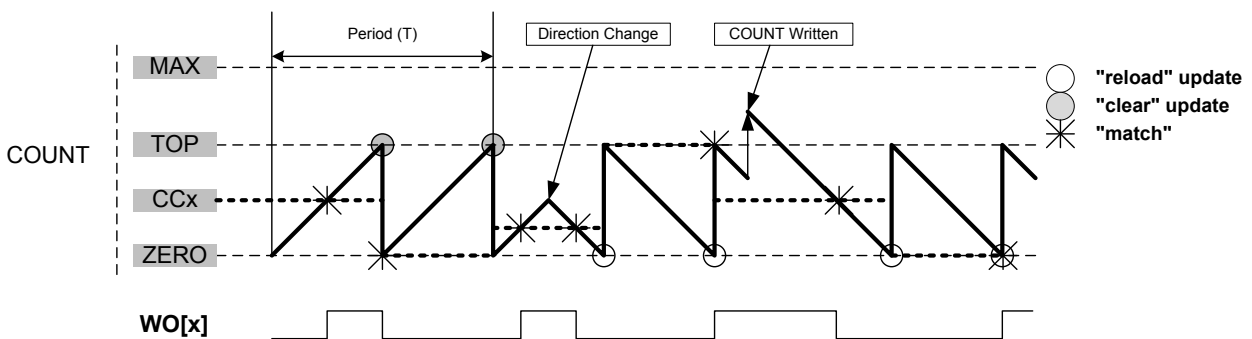 Period (T)
Direction Change
COUNT Written
MAX
"reload" update
"clear" update
TOP
"match"
COUNT
CCx
ZERO
WO[x]